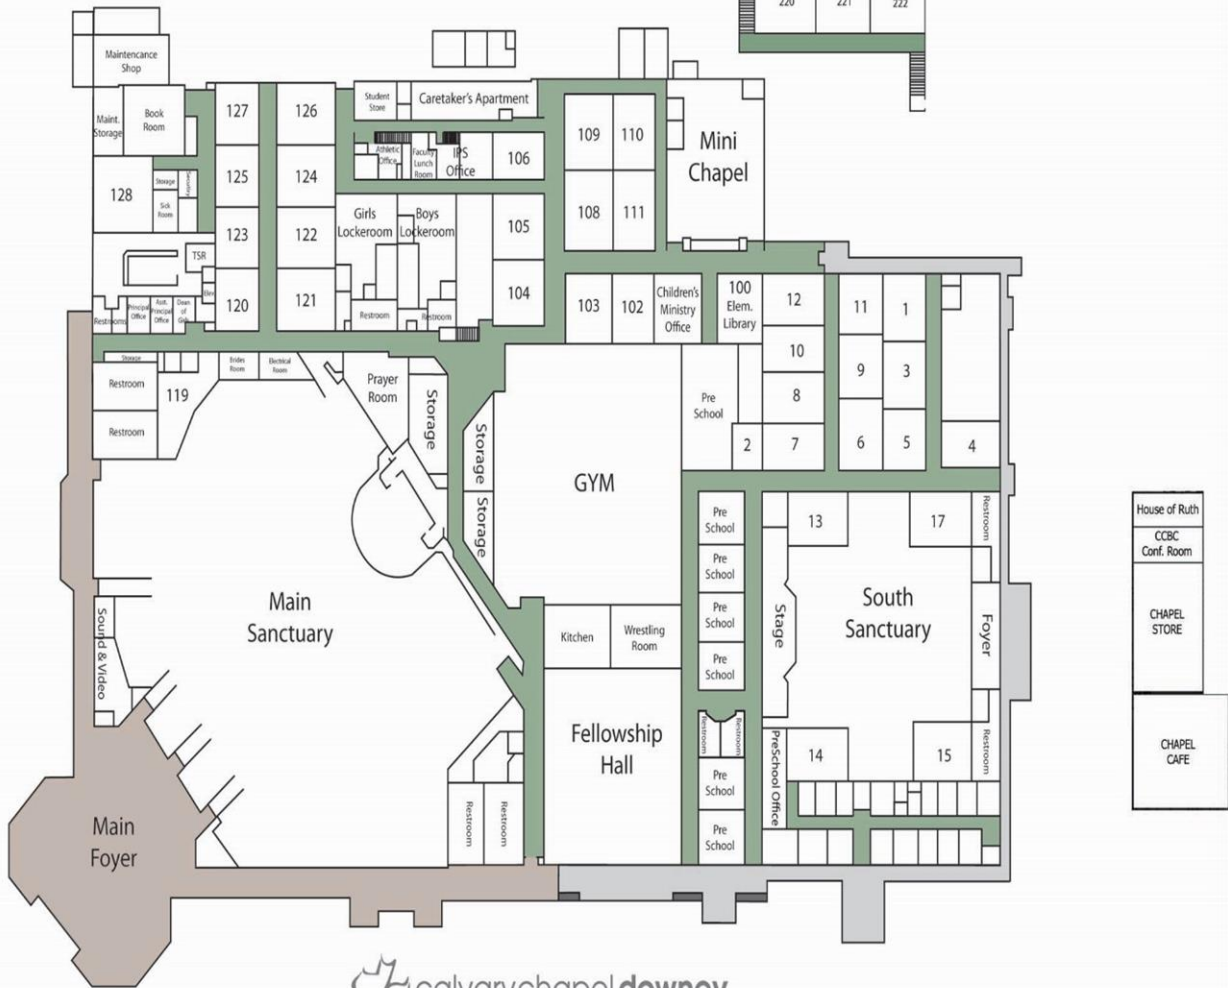 220 221 222
Maintencance
Shop
Maint.
Storage
Book
Room
127
126
Student
Store
Caretaker's Apartment
109
110
Mini
Chapel
Athletic
Office
Faculty
Lunch
Room
IPS
Office
106
125
124
128
Storage
Security
Sick
Room
108
111
Girls
Lockeroom
Boys
Lockeroom
105
123
122
TSR
Elev.
120
121
104
Restrooms
Principal
Office
Asst.
Principal
Office
Dean
of
Girls
Restroom
Restroom
103
102
Children's
Ministry
Office
100
Elem.
Library
12
11
1
10
9
3
8
Storage
Restroom
119
Brides
Room
Electrical
Room
Prayer
Room
Storage
Pre
School
Restroom
2
7
6
5
4
Storage
GYM
Storage
Pre
School
13
17
Restroom
House of Ruth
CCBC
Conf. Room
CHAPEL
STORE
Pre
School
Pre
School
Pre
School
Stage
South
Sanctuary
Foyer
Main
Sanctuary
Sound & Video
Kitchen
Wrestling
Room
Fellowship
Hall
Restroom
Restroom
PreSchool Office
14
15
Restroom
CHAPEL
CAFE
Pre
School
Pre
School
Restroom
Restroom
Main
Foyer
calvarychapeldowney